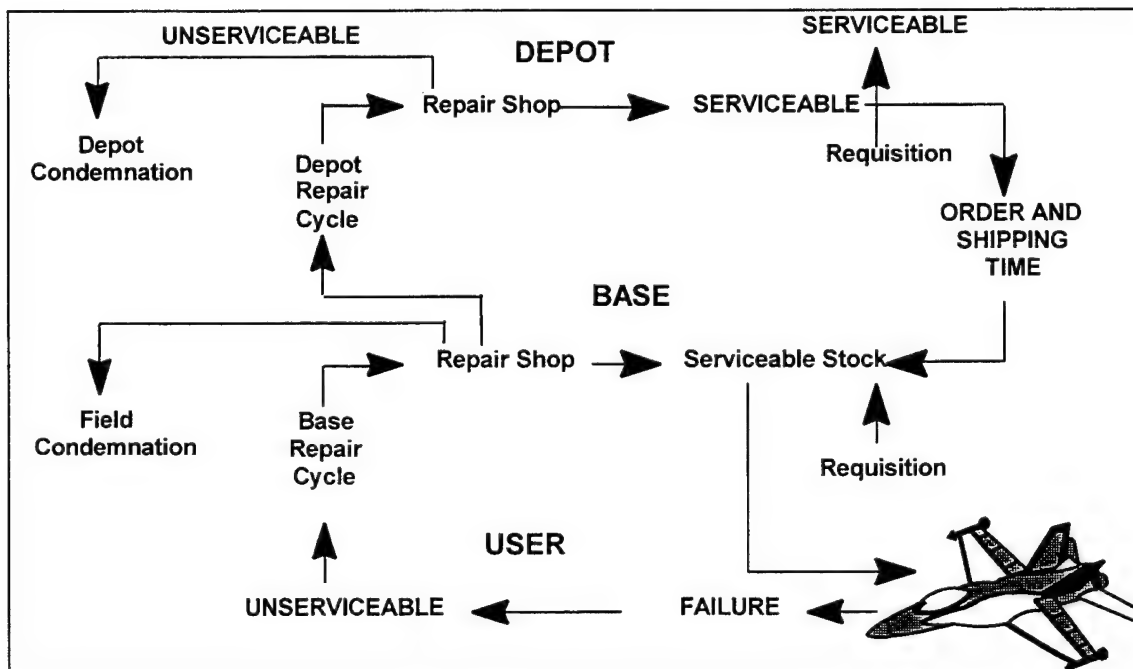 UNSERVICEABLE
SERVICEABLE
DEPOT
Repair Shop
SERVICEABLE
Depot
Condemnation
Depot
Repair
Cycle
Requisition
ORDER AND
SHIPPING
TIME
BASE
Repair Shop
Serviceable Stock
Field
Condemnation
Base
Repair
Cycle
Requisition
USER
UNSERVICEABLE
FAILURE